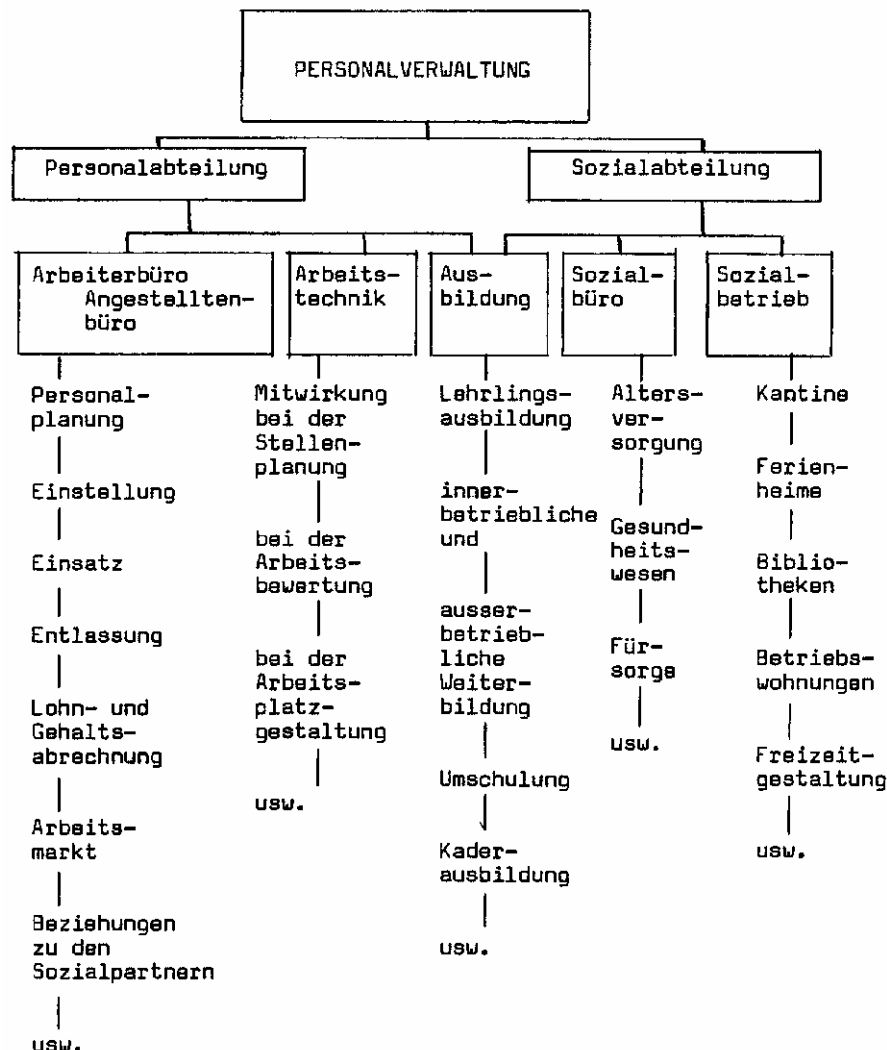 PERSONALVERWALTUNG
Personalabteilung
Sozialabteilung
Arbeiterbüro
Angestellten-
büro
Arbeits-
technik
Aus-
bildung
Sozial-
büro
Sozial-
betrieb
Personal-
planung
Einstellung
Einsatz
Entlassung
Lohn- und
Gehalts-
abrechnung
Arbeits-
markt
Beziehungen
zu den
Sozialpartnern
usw.
Mitwirkung
bei der
Stellen-
planung
bei der
Arbeits-
bewertung
bei der
Arbeits-
platz-
gestaltung
usw.
Lehrlings-
ausbildung
inner-
betriebliche
und
ausser-
betrieb-
liche
Weiter-
bildung
Umschulung
Kader-
ausbildung
usw.
Alters-
ver-
sorgung
Gesund-
heits-
wesen
Für-
sorge
usw.
Kantine
Ferien-
heime
Biblio-
theken
Betriebs-
wohnungen
Freizeit-
gestaltung
usw.